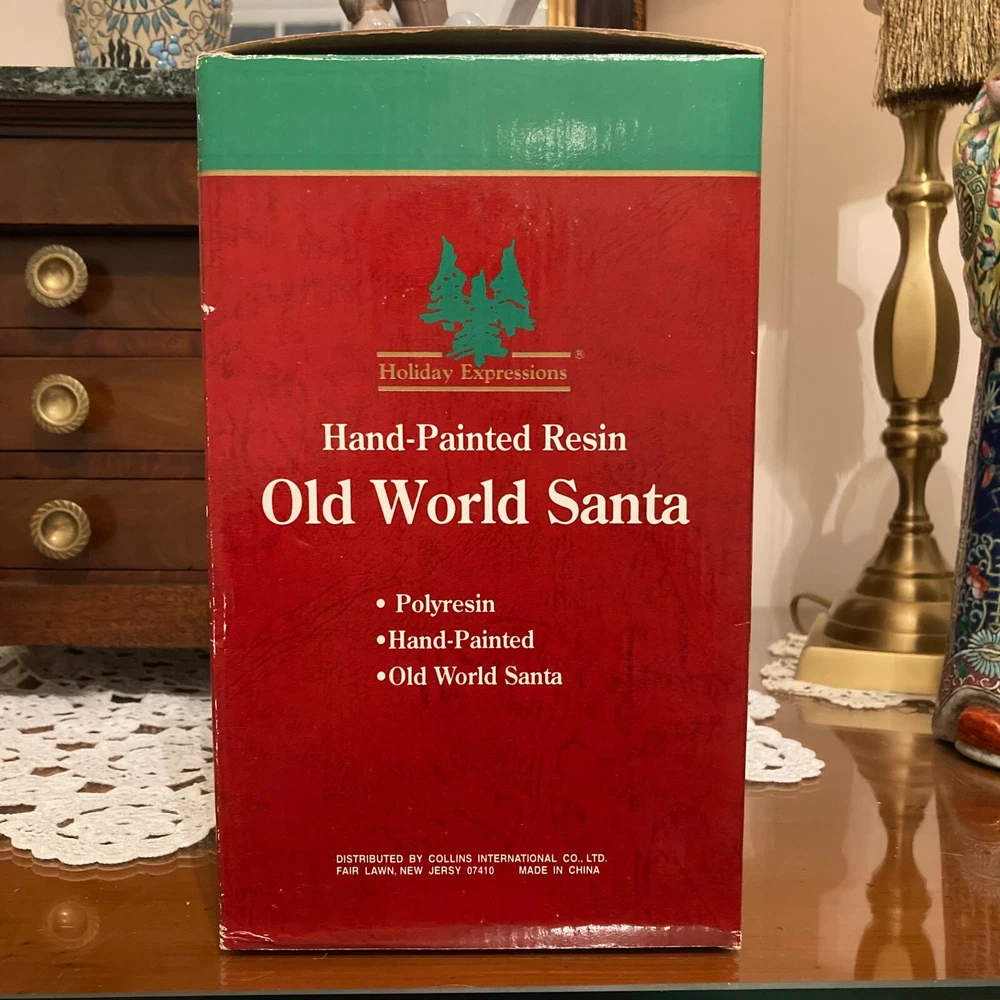 Holiday Expressions ®
Hand-Painted Resin
Old World Santa
• Polyresin
•Hand-Painted
•Old World Santa
DISTRIBUTED BY COLLINS INTERNATIONAL CO., LTD.
FAIR LAWN, NEW JERSY 07410 MADE IN CHINA